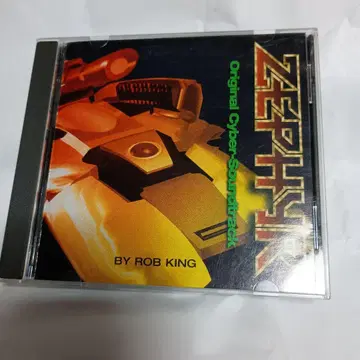 ZEPHYR
Original Cyber-Soundtrack
BY ROB KING